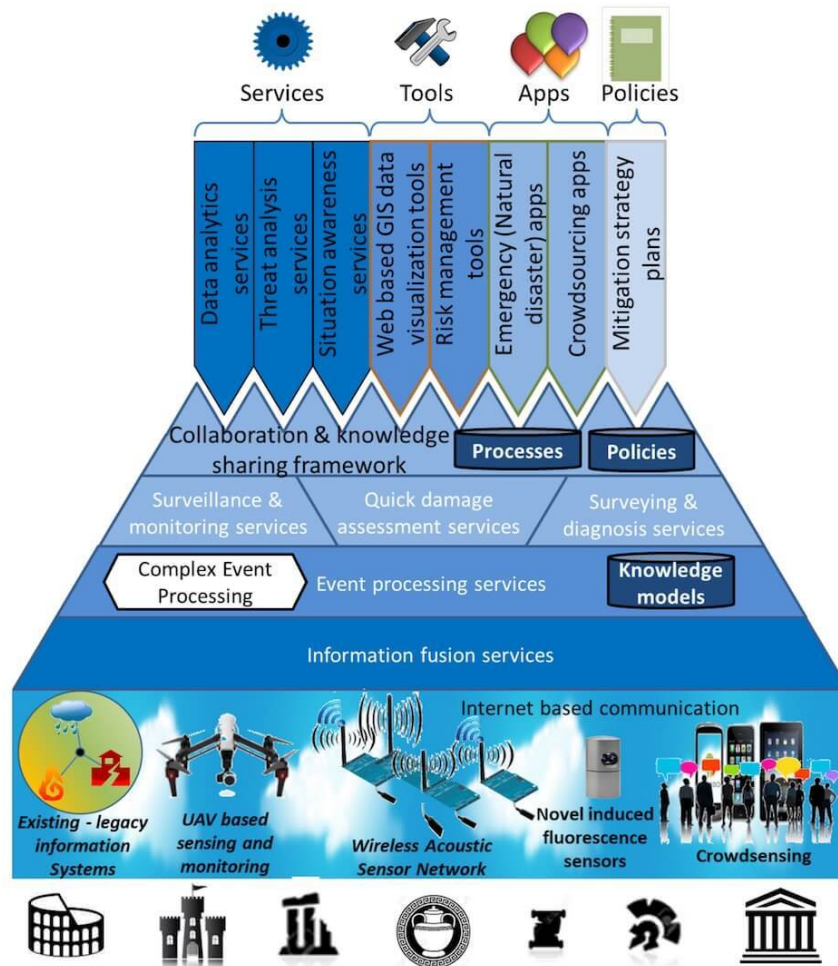 Services
Tools
Apps
Policies
Data analytics
services
Threat analysis
services
Situation awareness
services
Web based GIS data
visualization tools
Risk management
tools
Emergency (Natural
disaster) apps
Crowdsourcing apps
Mitigation strategy
plans
Collaboration & knowledge
sharing framework
Processes
Policies
Surveillance &
monitoring services
Quick damage
assessment services
Surveying &
diagnosis services
Complex Event
Processing
Event processing services
Knowledge
models
Information fusion services
Internet based communication
Existing - legacy
information
Systems
UAV based
sensing and
monitoring
Wireless Acoustic
Sensor Network
Novel induced
fluorescence
sensors
Crowdsensing